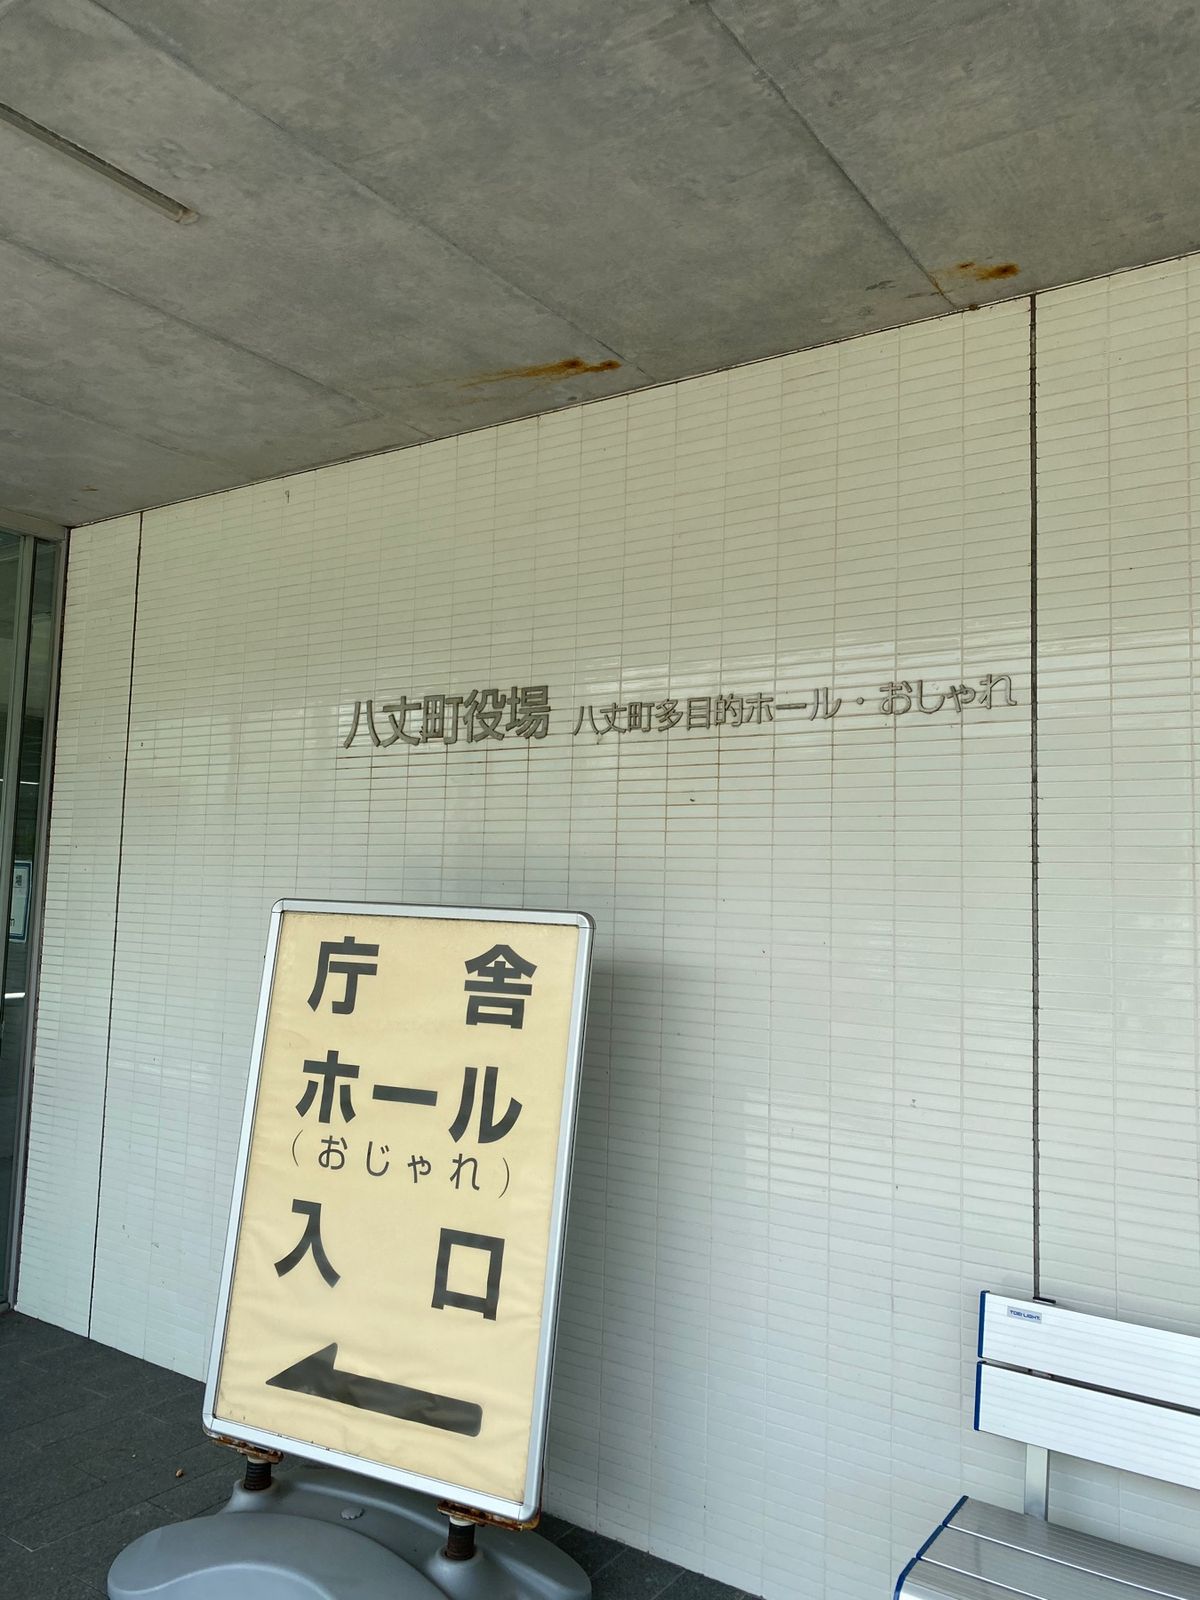 八丈町役場 八丈町多目的ホール・おじゃれ
庁舎
ホール
(おじゃれ)
入口
TOEI LIGHT